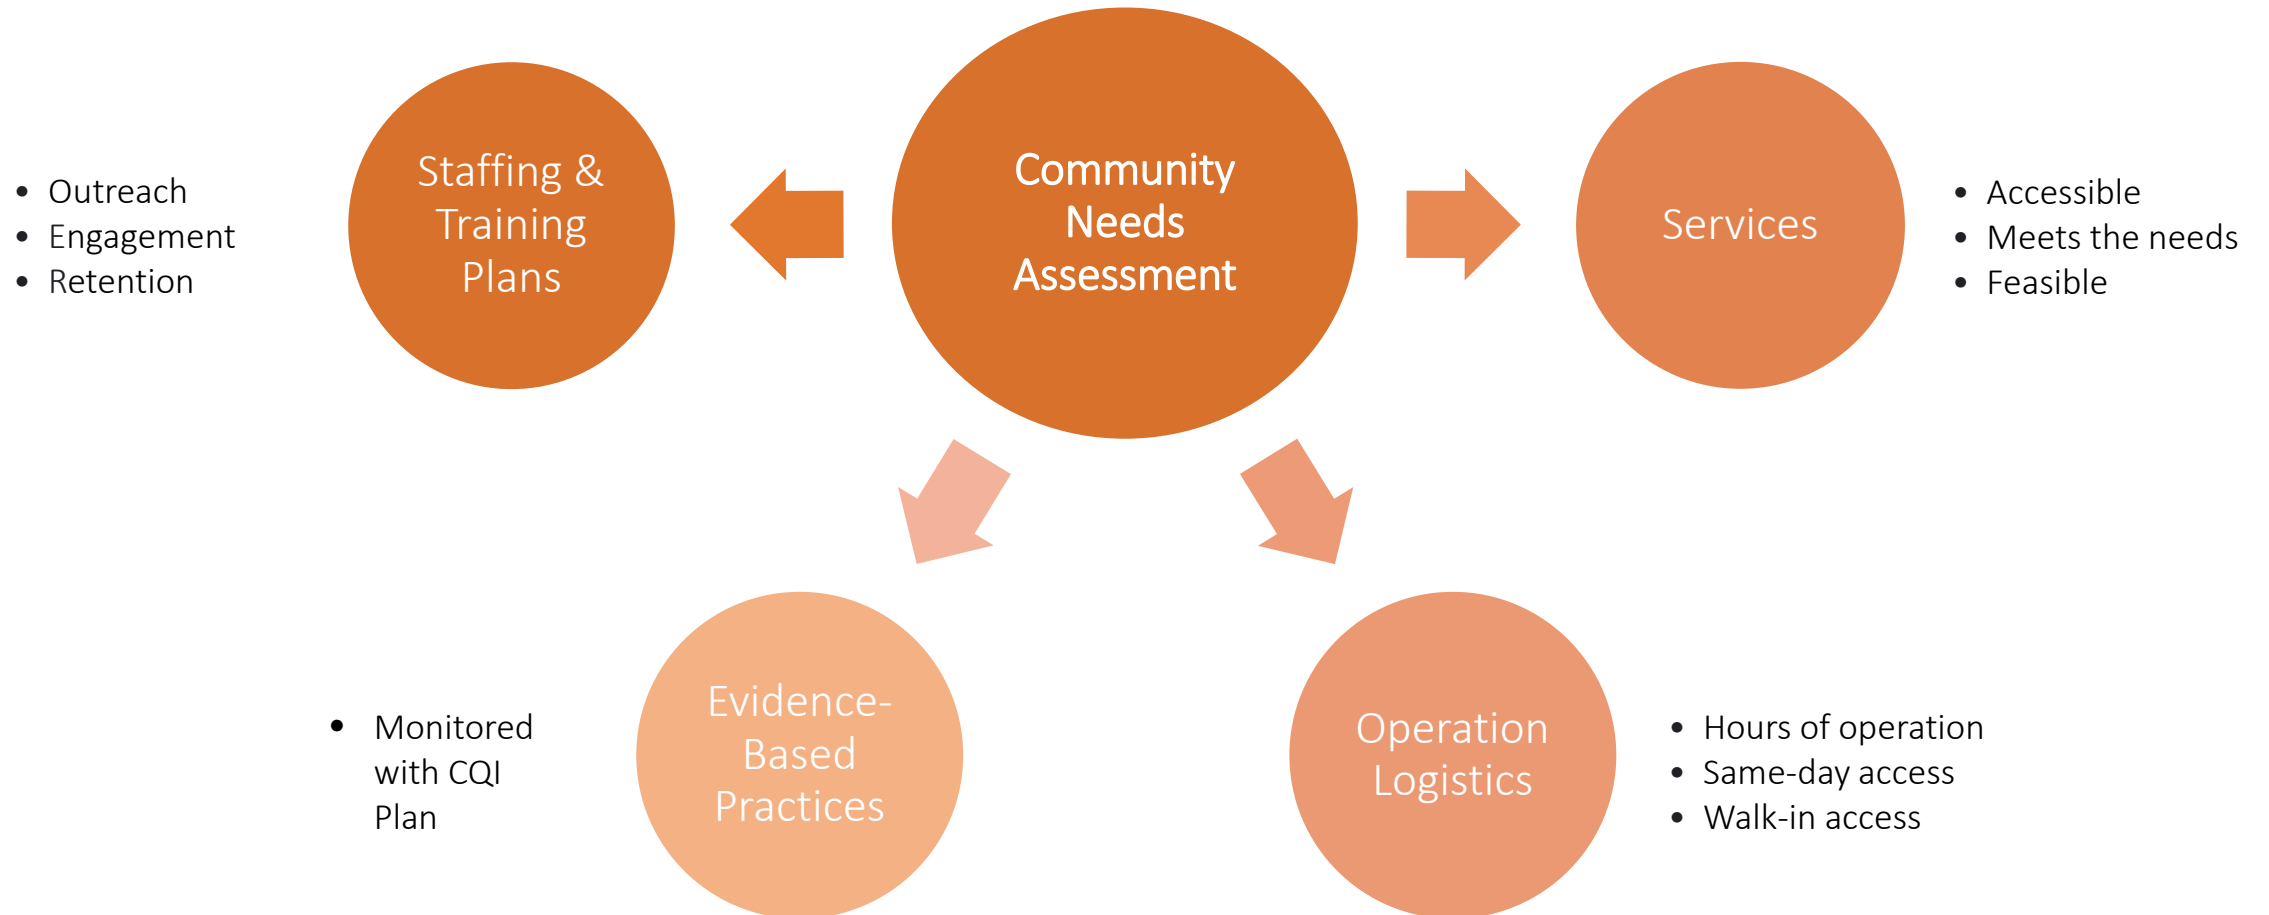 Community
Needs
Assessment
Staffing &
Training
Plans
• Outreach
• Engagement
• Retention
Services
• Accessible
• Meets the needs
• Feasible
Evidence-
Based
Practices
• Monitored
with CQI
Plan
Operation
Logistics
• Hours of operation
• Same-day access
• Walk-in access